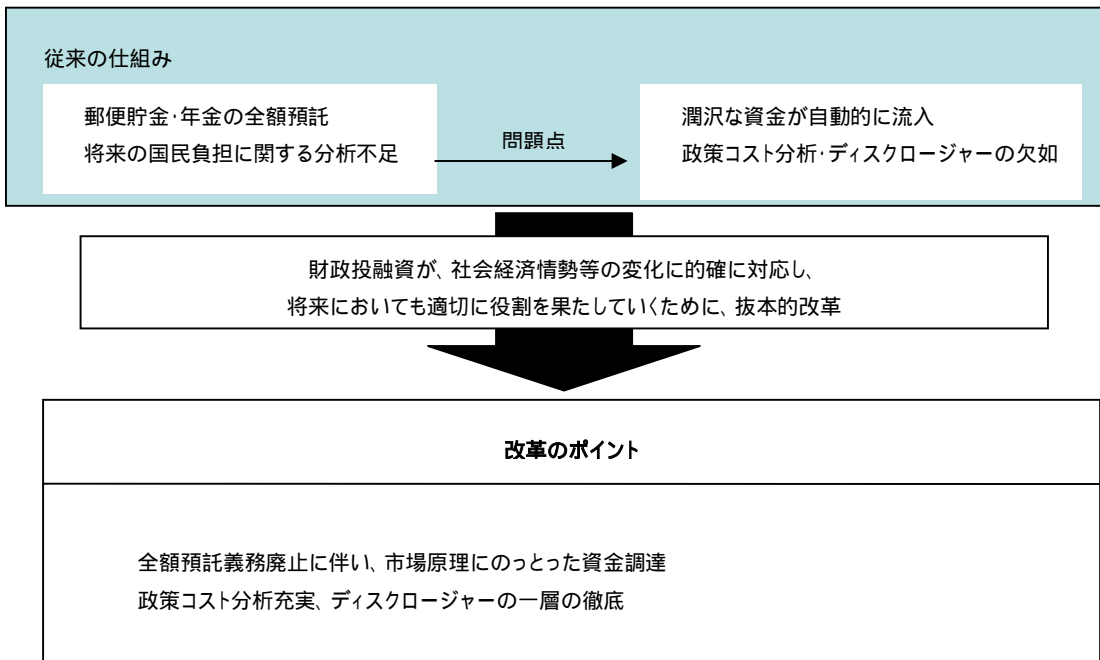 従来の仕組み
郵便貯金・年金の全額預託
将来の国民負担に関する分析不足
問題点
潤沢な資金が自動的に流入
政策コスト分析・ディスクロージャーの欠如
財政投融資が、社会経済情勢等の変化に的確に対応し、
将来においても適切に役割を果たしていくために、抜本的改革
改革のポイント
全額預託義務廃止に伴い、市場原理にのっとった資金調達
政策コスト分析充実、ディスクロージャーの一層の徹底